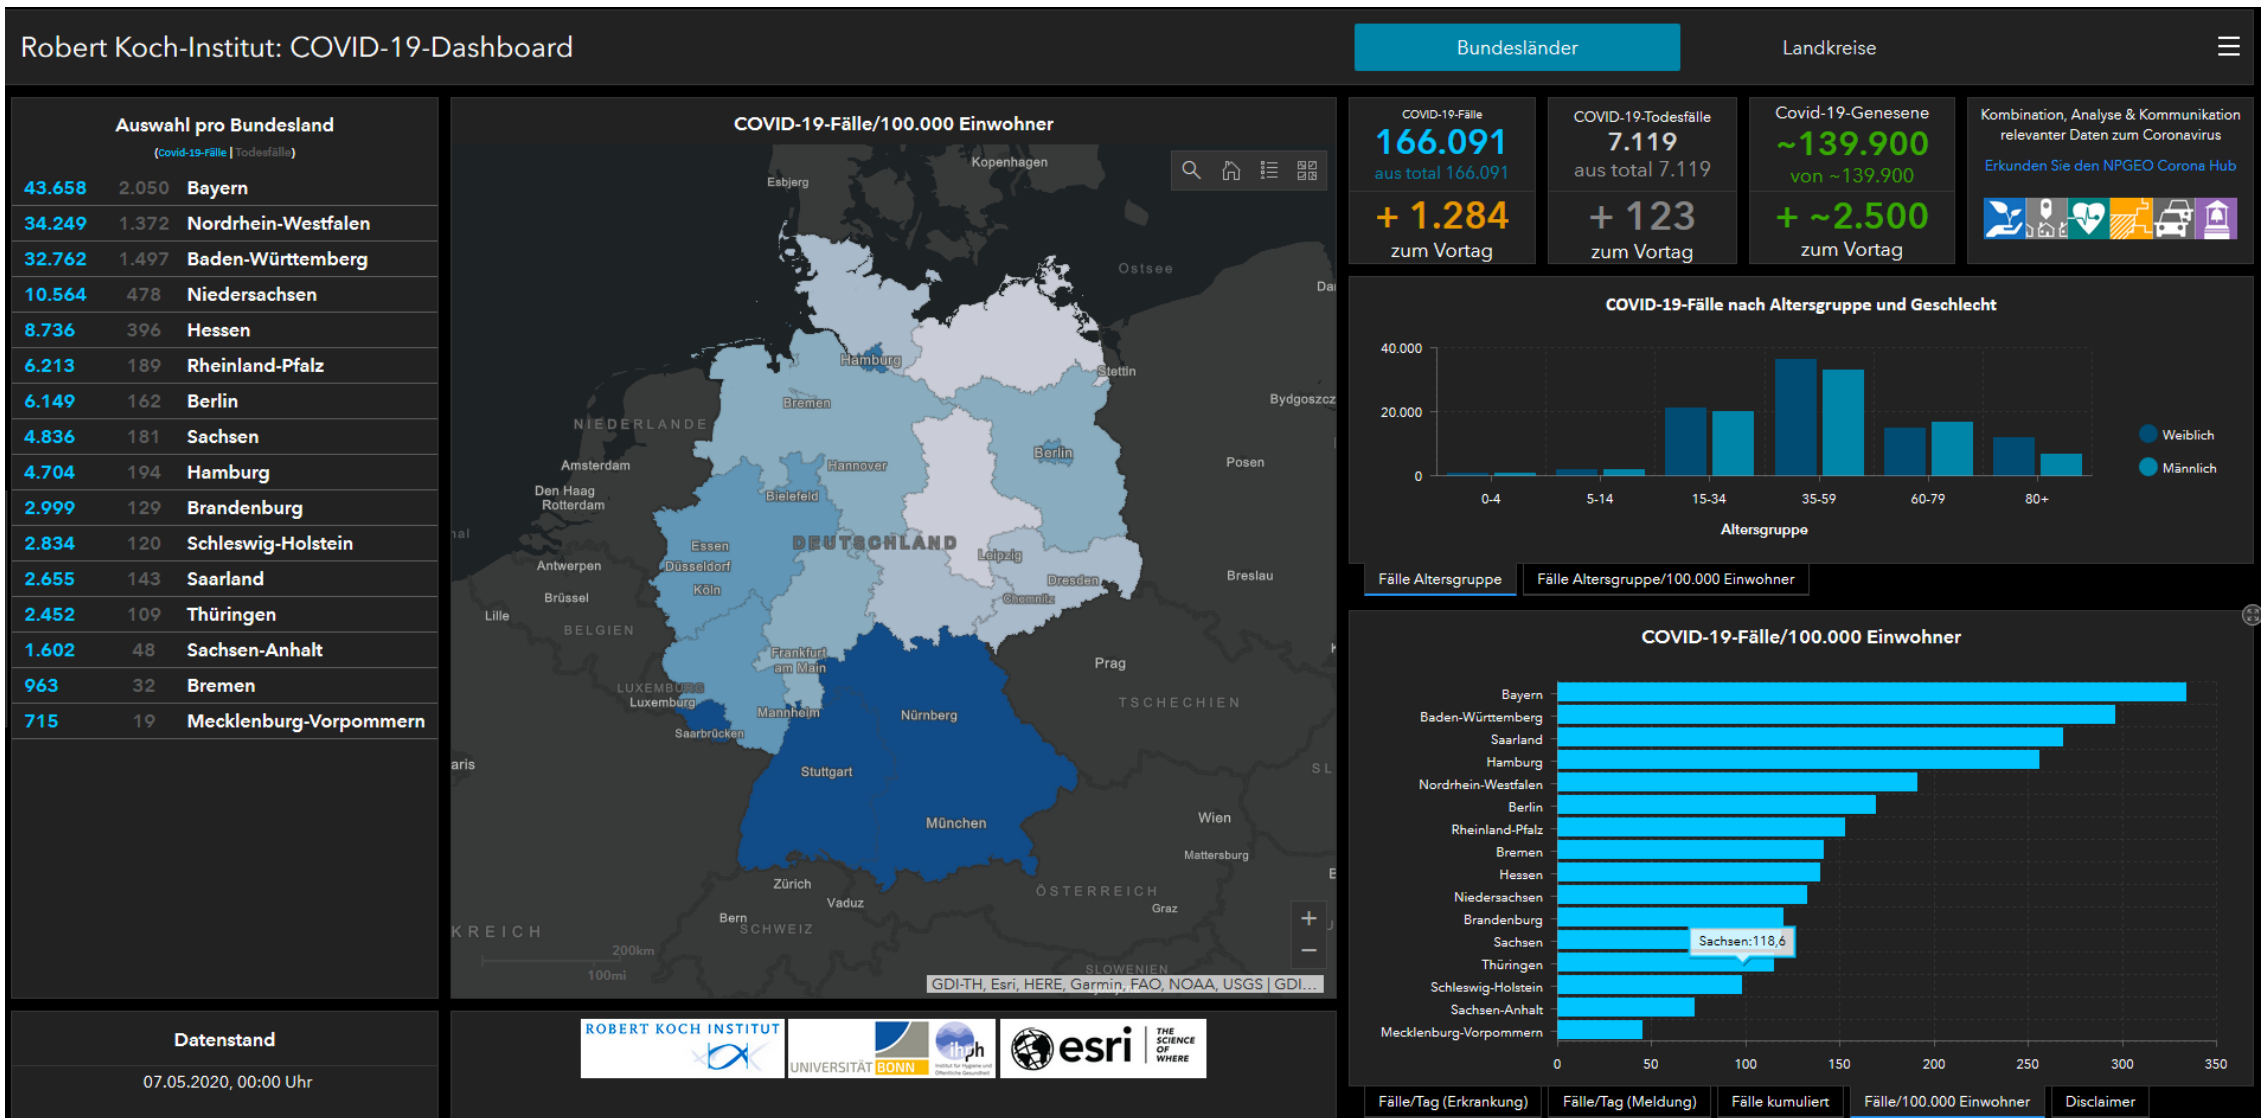 Robert Koch-Institut: COVID-19-Dashboard
Bundesländer
Landkreise
Auswahl pro Bundesland
(Covid-19-Fälle | Todesfälle)
43.658 2.050 Bayern
34.249 1.372 Nordrhein-Westfalen
32.762 1.497 Baden-Württemberg
10.564 478 Niedersachsen
8.736 396 Hessen
6.213 189 Rheinland-Pfalz
6.149 162 Berlin
4.836 181 Sachsen
4.704 194 Hamburg
2.999 129 Brandenburg
2.834 120 Schleswig-Holstein
2.655 143 Saarland
2.452 109 Thüringen
1.602 48 Sachsen-Anhalt
963 32 Bremen
715 19 Mecklenburg-Vorpommern
Datenstand
07.05.2020, 00:00 Uhr
COVID-19-Fälle/100.000 Einwohner
Kopenhagen
Esbjerg
Ostsee
Hamburg
Stettin
Bremen
Bydgoszcz
NIEDERLANDE
Berlin
Amsterdam
Hannover
Posen
Den Haag
Bielefeld
Rotterdam
Essen
DEUTSCHLAND
Leipzig
Antwerpen
Düsseldorf
Dresden
Breslau
Köln
Brüssel
Chemnitz
Lille
BELGIEN
Frankfurt
am Main
Prag
LUXEMBURG
Luxemburg
TSCHECHIEN
Mannheim
Nürnberg
Saarbrücken
Stuttgart
München
Wien
Mattersburg
Zürich
ÖSTERREICH
Vaduz
Graz
Bern
SCHWEIZ
KREICH
200km
100mi
SLOWENIEN
GDI-TH, Esri, HERE, Garmin, FAO, NOAA, USGS | GDI...
ROBERT KOCH INSTITUT
UNIVERSITÄT BONN
ihph
Institut für Hygiene und
Öffentliche Gesundheit
esri
THE
SCIENCE
OF
WHERE
COVID-19-Fälle
166.091
aus total 166.091
+ 1.284
zum Vortag
COVID-19-Todesfälle
7.119
aus total 7.119
+ 123
zum Vortag
Covid-19-Genesene
~139.900
von ~139.900
+ ~2.500
zum Vortag
Kombination, Analyse & Kommunikation
relevanter Daten zum Coronavirus
Erkunden Sie den NPGEO Corona Hub
COVID-19-Fälle nach Altersgruppe und Geschlecht
40.000
20.000
0
0-4 5-14 15-34 35-59 60-79 80+
Altersgruppe
Weiblich
Männlich
Fälle Altersgruppe
Fälle Altersgruppe/100.000 Einwohner
COVID-19-Fälle/100.000 Einwohner
Bayern
Baden-Württemberg
Saarland
Hamburg
Nordrhein-Westfalen
Berlin
Rheinland-Pfalz
Bremen
Hessen
Niedersachsen
Brandenburg
Sachsen
Sachsen:118,6
Thüringen
Schleswig-Holstein
Sachsen-Anhalt
Mecklenburg-Vorpommern
0 50 100 150 200 250 300 350
Fälle/Tag (Erkrankung)
Fälle/Tag (Meldung)
Fälle kumuliert
Fälle/100.000 Einwohner
Disclaimer